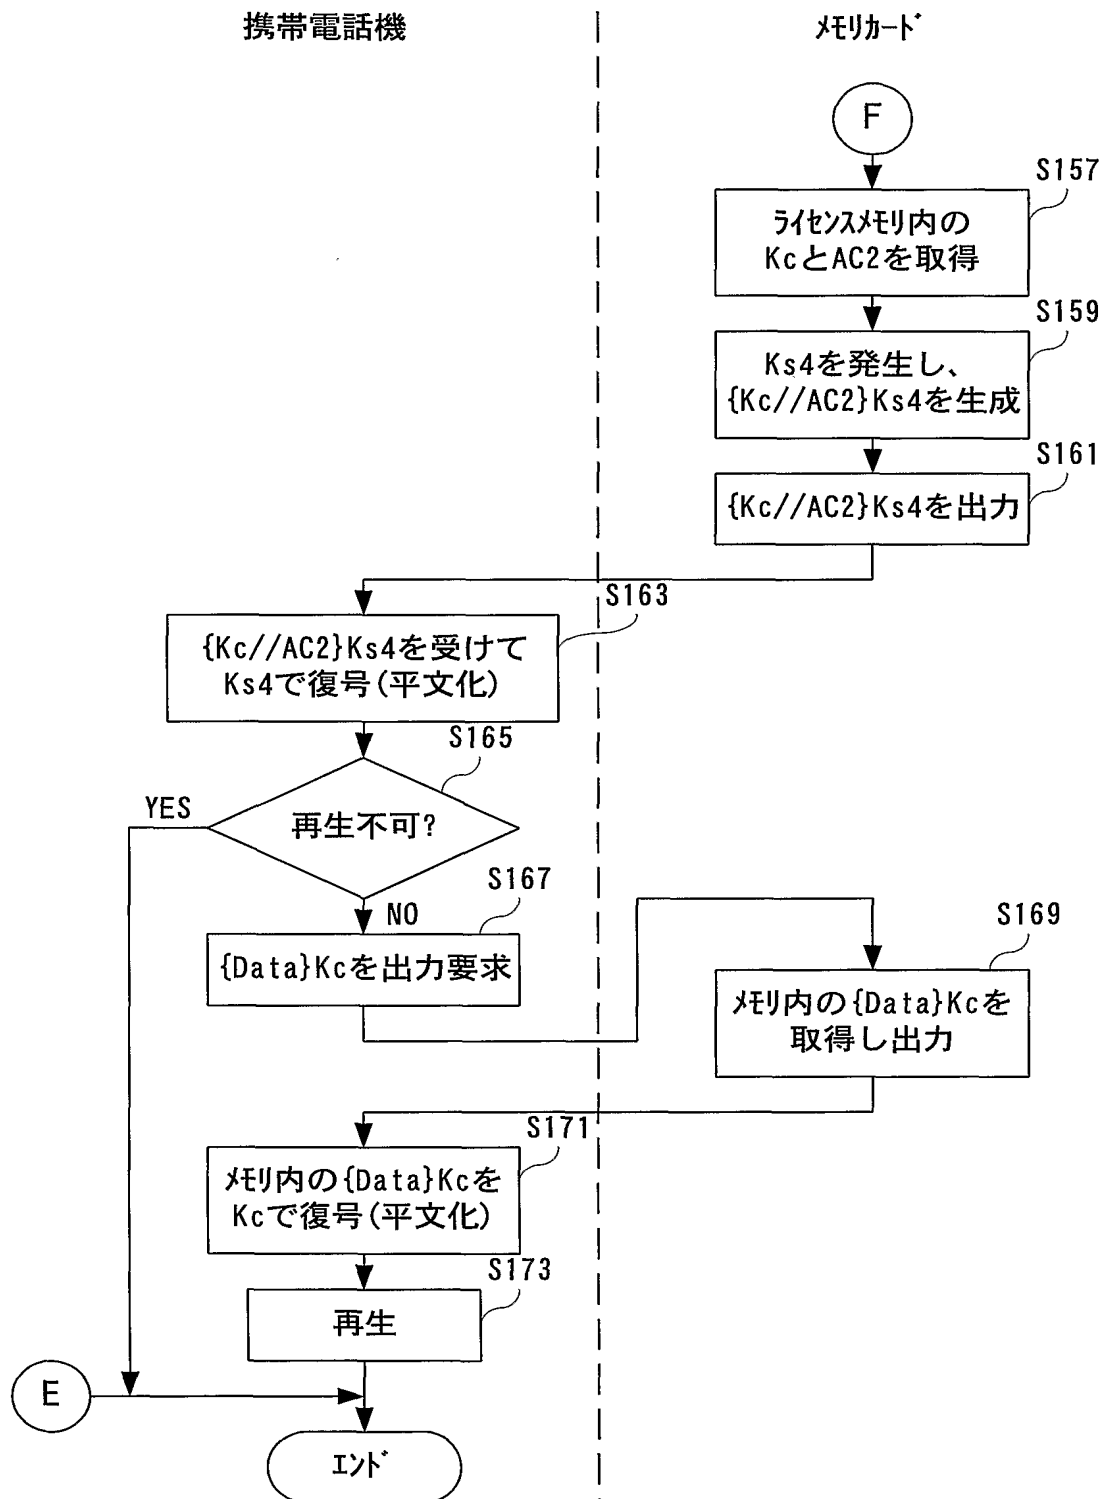 携帯電話機
ﾒﾓﾘｶｰﾄﾞ
F
S157
ﾗｲｾﾝｽﾒﾓﾘ内の
KcとAC2を取得
S159
Ks4を発生し、
{Kc//AC2}Ks4を生成
S161
{Kc//AC2}Ks4を出力
S163
{Kc//AC2}Ks4を受けて
Ks4で復号(平文化)
S165
YES
再生不可?
NO
S167
{Data}Kcを出力要求
S169
ﾒﾓﾘ内の{Data}Kcを
取得し出力
S171
ﾒﾓﾘ内の{Data}Kcを
Kcで復号(平文化)
S173
再生
E
ｴﾝﾄﾞ